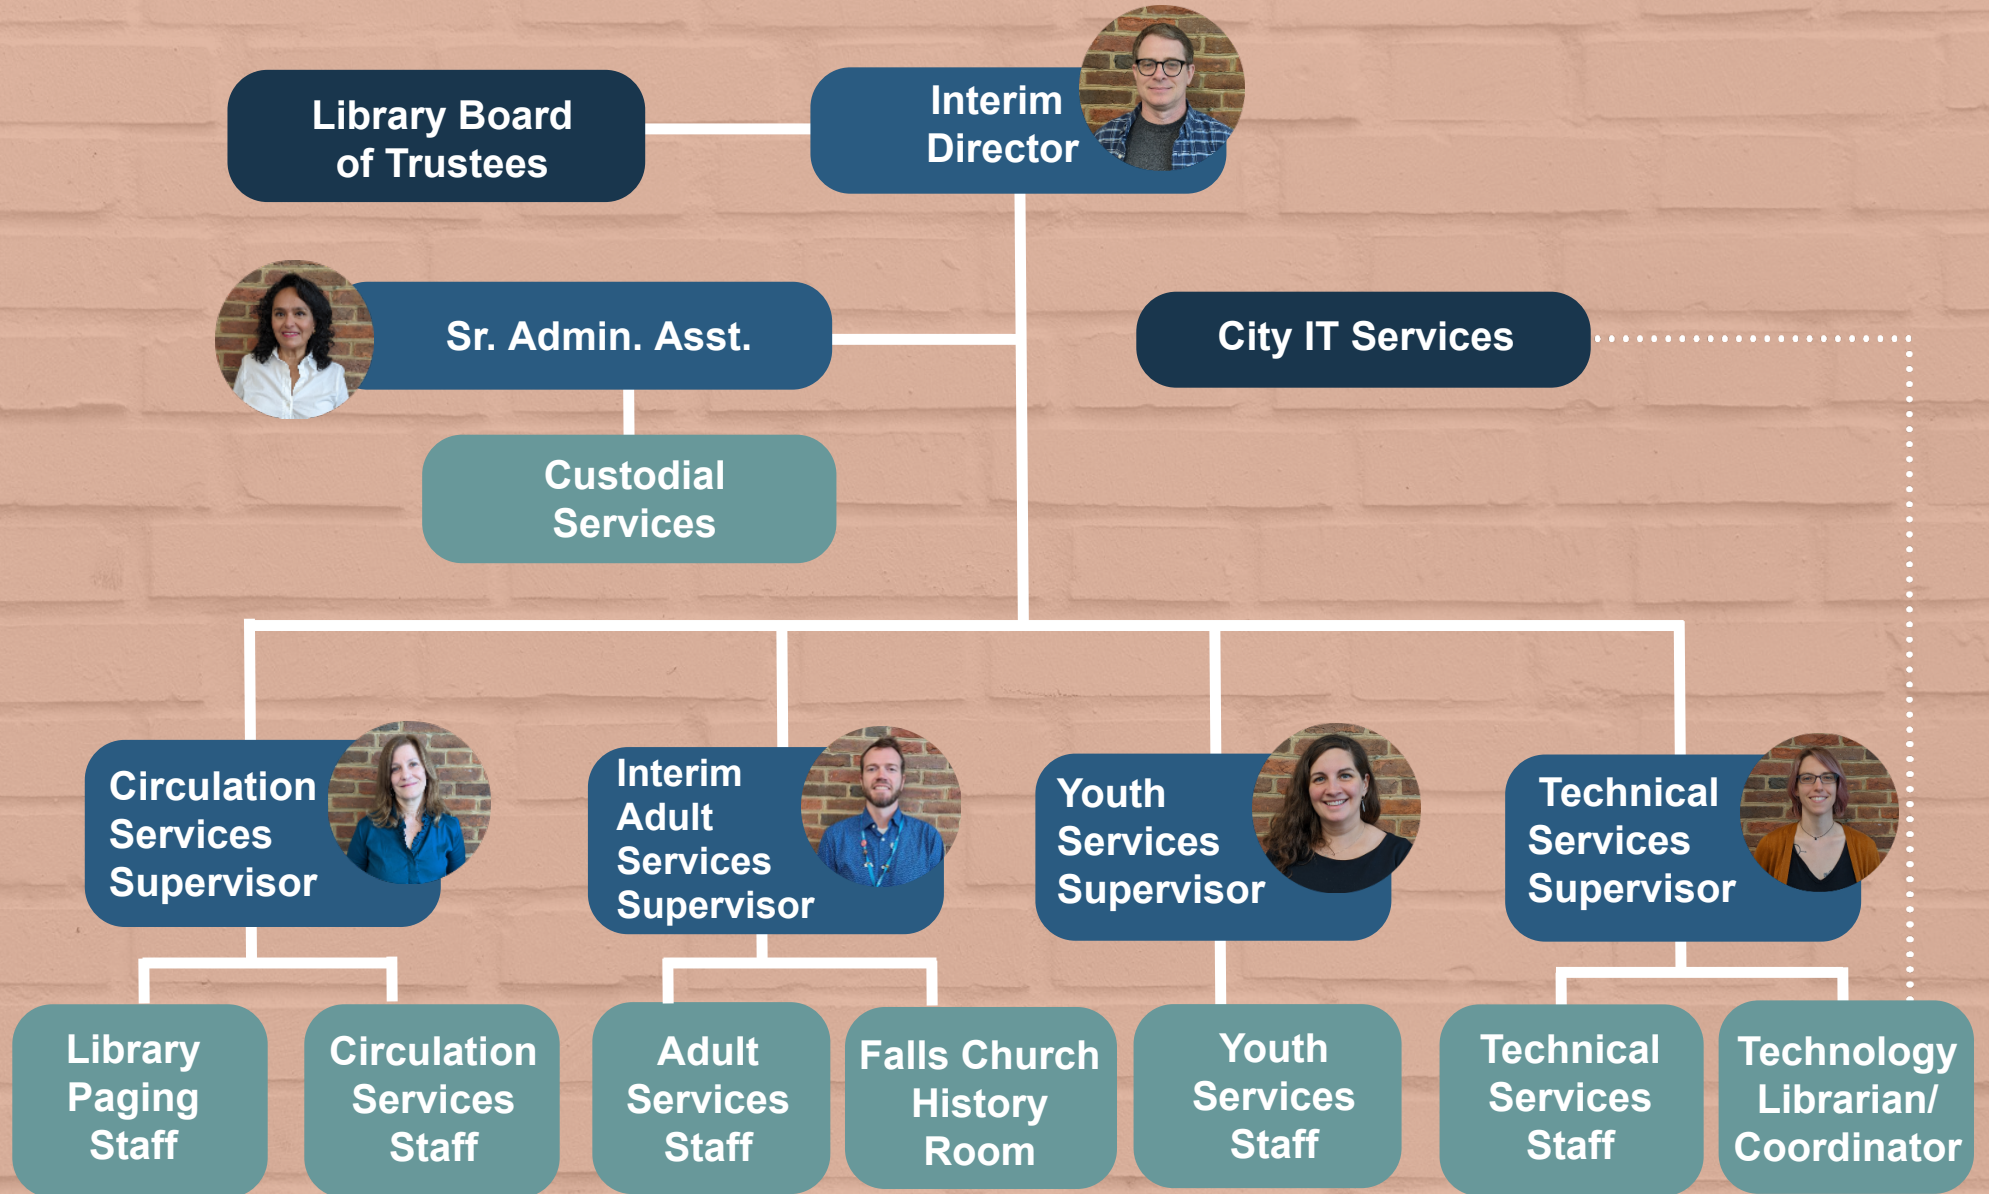 Library Board
of Trustees
Interim
Director
Sr. Admin. Asst.
City IT Services
Custodial
Services
Circulation
Services
Supervisor
Interim
Adult
Services
Supervisor
Youth
Services
Supervisor
Technical
Services
Supervisor
Library
Paging
Staff
Circulation
Services
Staff
Adult
Services
Staff
Falls Church
History
Room
Youth
Services
Staff
Technical
Services
Staff
Technology
Librarian/
Coordinator